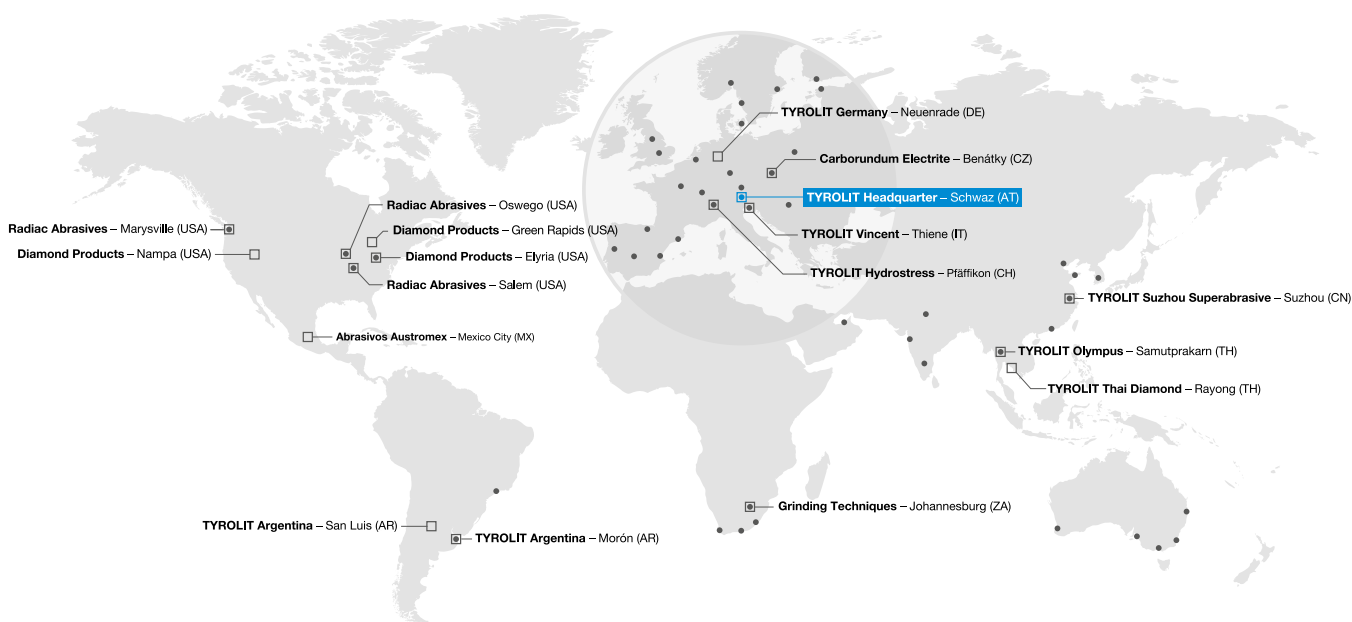 TYROLIT Germany – Neuenrade (DE)
Carborundum Electrite – Benátky (CZ)
TYROLIT Headquarter – Schwaz (AT)
Radiac Abrasives – Oswego (USA)
Radiac Abrasives – Marysville (USA)
Diamond Products – Green Rapids (USA)
TYROLIT Vincent – Thiene (IT)
Diamond Products – Nampa (USA)
Diamond Products – Elyria (USA)
TYROLIT Hydrostress – Pfäffikon (CH)
Radiac Abrasives – Salem (USA)
TYROLIT Suzhou Superabrasive – Suzhou (CN)
Abrasivos Austromex – Mexico City (MX)
TYROLIT Olympus – Samutprakarn (TH)
TYROLIT Thai Diamond – Rayong (TH)
Grinding Techniques – Johannesburg (ZA)
TYROLIT Argentina – San Luis (AR)
TYROLIT Argentina – Morón (AR)